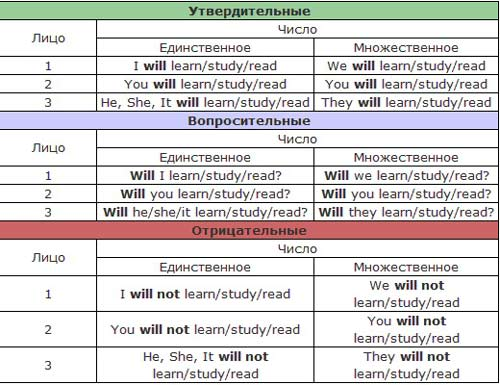 Утвердительные
Лицо Число
Единственное Множественное
1 I will learn/study/read We will learn/study/read
2 You will learn/study/read You will learn/study/read
3 He, She, It will learn/study/read They will learn/study/read
Вопросительные
Лицо Число
Единственное Множественное
1 Will I learn/study/read? Will we learn/study/read?
2 Will you learn/study/read? Will you learn/study/read?
3 Will he/she/it learn/study/read? Will they learn/study/read?
Отрицательные
Лицо Число
Единственное Множественное
1 I will not learn/study/read We will not
learn/study/read
2 You will not learn/study/read You will not
learn/study/read
3 He, She, It will not
learn/study/read They will not
learn/study/read